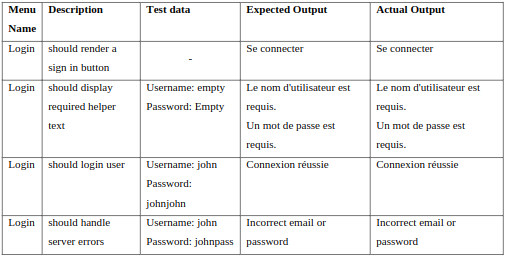 Menu Name Description Test data Expected Output Actual Output
Login should render a sign in button - Se connecter Se connecter
Login should display required helper text Username: empty Password: Empty Le nom d'utilisateur est requis. Un mot de passe est requis. Le nom d'utilisateur est requis. Un mot de passe est requis.
Login should login user Username: john Password: johnjohn Connexion réussie Connexion réussie
Login should handle server errors Username: john Password: johnpass Incorrect email or password Incorrect email or password